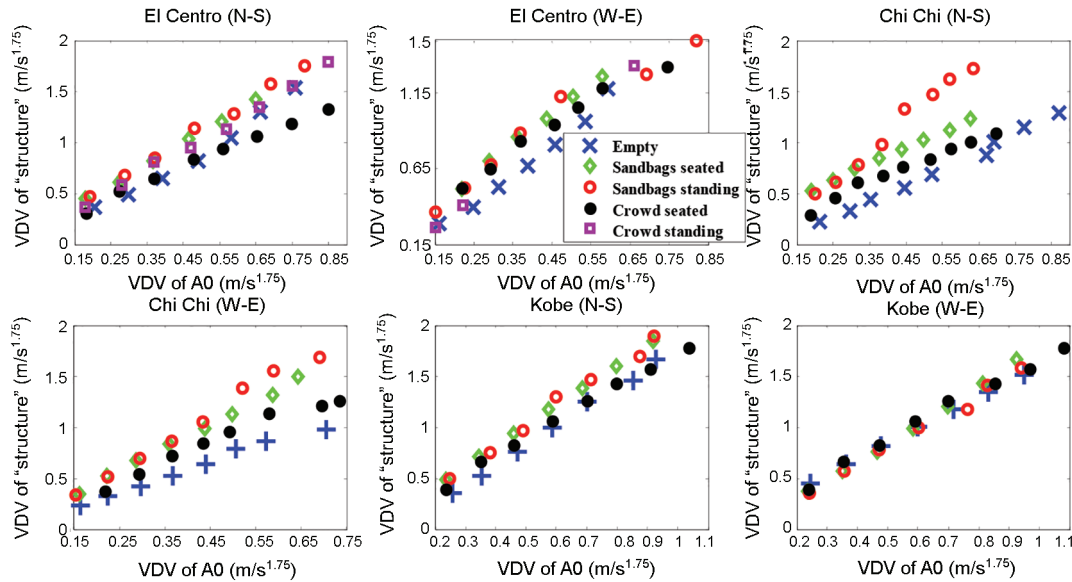 El Centro (N-S)
El Centro (W-E)
Chi Chi (N-S)
VDV of “structure” (m/s^1.75)
2
1.5
1
0.5
0
0.15 0.25 0.35 0.45 0.55 0.65 0.75 0.85
VDV of A0 (m/s^1.75)
VDV of “structure” (m/s^1.75)
1.5
1.15
0.65
0.15
0.15 0.2 0.3 0.4 0.5 0.6 0.7 0.8
VDV of A0 (m/s^1.75)
Empty
Sandbags seated
Sandbags standing
Crowd seated
Crowd standing
VDV of “structure” (m/s^1.75)
2
1.5
1
0.5
0
0.15 0.25 0.35 0.45 0.55 0.65 0.75 0.85
VDV of A0 (m/s^1.75)
Chi Chi (W-E)
Kobe (N-S)
Kobe (W-E)
VDV of “structure” (m/s^1.75)
2
1.5
1
0.5
0
0.15 0.25 0.35 0.45 0.55 0.65 0.75
VDV of A0 (m/s^1.75)
VDV of “structure” (m/s^1.75)
2
1.5
1
0.5
0
0.2 0.3 0.4 0.5 0.6 0.7 0.8 0.9 1 1.1
VDV of A0 (m/s^1.75)
VDV of “structure” (m/s^1.75)
2
1.5
1
0.5
0
0.2 0.3 0.4 0.5 0.6 0.7 0.8 0.9 1 1.1
VDV of A0 (m/s^1.75)